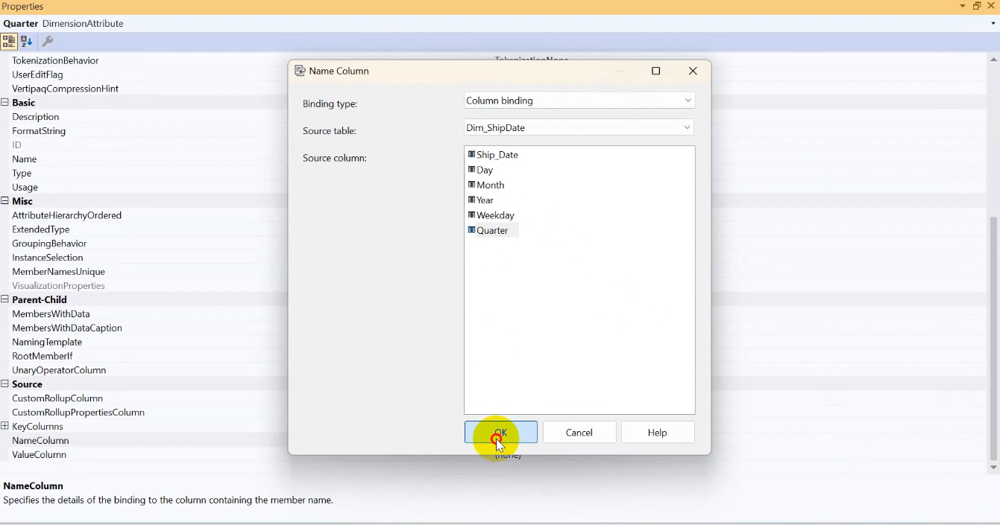 Properties
Quarter DimensionAttribute
TokenizationBehavior
TokenizationNone
UserEditFlag
VertipaqCompressionHint
Basic
Description
FormatString
ID
Name
Type
Usage
Misc
AttributeHierarchyOrdered
ExtendedType
GroupingBehavior
InstanceSelection
MemberNamesUnique
VisualizationProperties
Parent-Child
MembersWithData
MembersWithDataCaption
NamingTemplate
RootMemberIf
UnaryOperatorColumn
Source
CustomRollupColumn
CustomRollupPropertiesColumn
KeyColumns
NameColumn
ValueColumn
(none)
Name Column
Binding type:
Column binding
Source table:
Dim_ShipDate
Source column:
Ship_Date
Day
Month
Year
Weekday
Quarter
OK
Cancel
Help
NameColumn
Specifies the details of the binding to the column containing the member name.